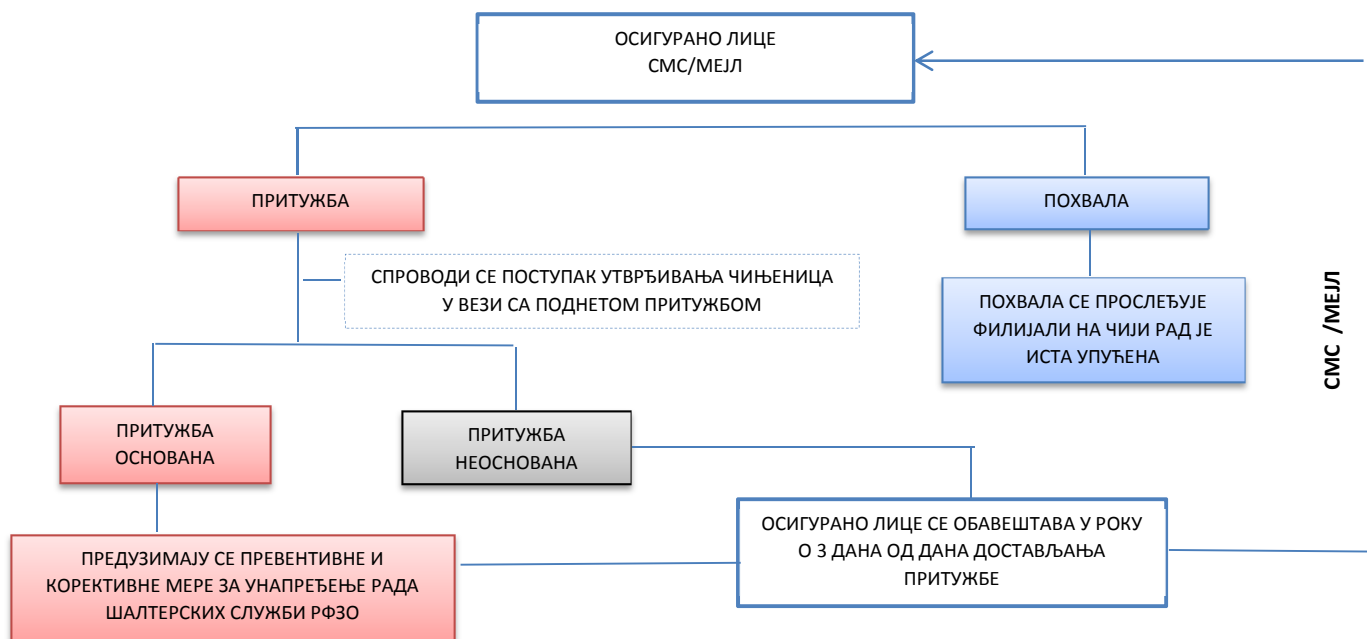 ОСИГУРАНО ЛИЦЕ
СМС/МЕЈЛ
ПРИТУЖБА
ПОХВАЛА
СПРОВОДИ СЕ ПОСТУПАК УТВРЂИВАЊА ЧИЊЕНИЦА
У ВЕЗИ СА ПОДНЕТОМ ПРИТУЖБОМ
ПОХВАЛА СЕ ПРОСЛЕЂУЈЕ
ФИЛИЈАЛИ НА ЧИЈИ РАД ЈЕ
ИСТА УПУЋЕНА
СМС /МЕЈЛ
ПРИТУЖБА
ОСНОВАНА
ПРИТУЖБА
НЕОСНОВАНА
ОСИГУРАНО ЛИЦЕ СЕ ОБАВЕШТАВА У РОКУ
О 3 ДАНА ОД ДАНА ДОСТАВЉАЊА
ПРИТУЖБЕ
ПРЕДУЗИМАЈУ СЕ ПРЕВЕНТИВНЕ И
КОРЕКТИВНЕ МЕРЕ ЗА УНАПРЕЂЕЊЕ РАДА
ШАЛТЕРСКИХ СЛУЖБИ РФЗО